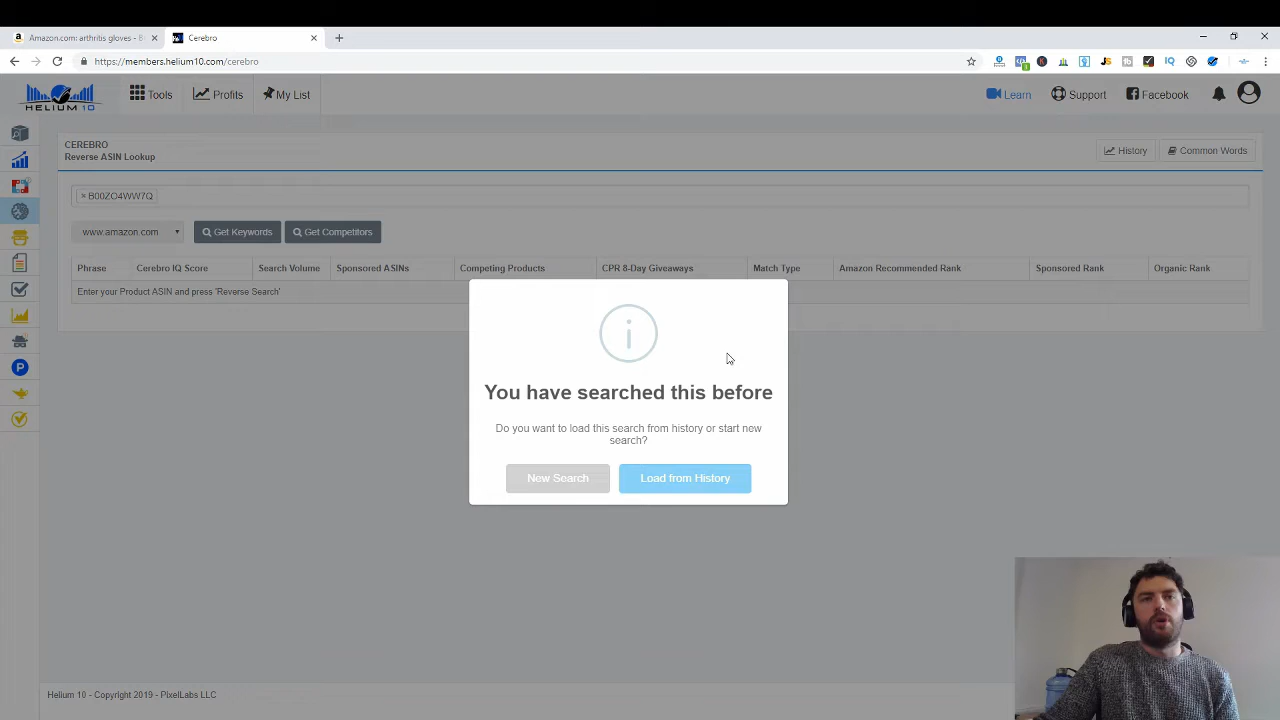 Amazon.com: arthritis gloves - B
Cerebro
https://members.helium10.com/cerebro
HELIUM 10
Tools
Profits
My List
Learn
Support
Facebook
CEREBRO
Reverse ASIN Lookup
History
Common Words
× B00ZO4WW7Q
www.amazon.com
Get Keywords
Get Competitors
Phrase
Cerebro IQ Score
Search Volume
Sponsored ASINs
Competing Products
CPR 8-Day Giveaways
Match Type
Amazon Recommended Rank
Sponsored Rank
Organic Rank
Enter your Product ASIN and press 'Reverse Search'
You have searched this before
Do you want to load this search from history or start new
search?
New Search
Load from History
Helium 10 - Copyright 2019 - PixelLabs LLC